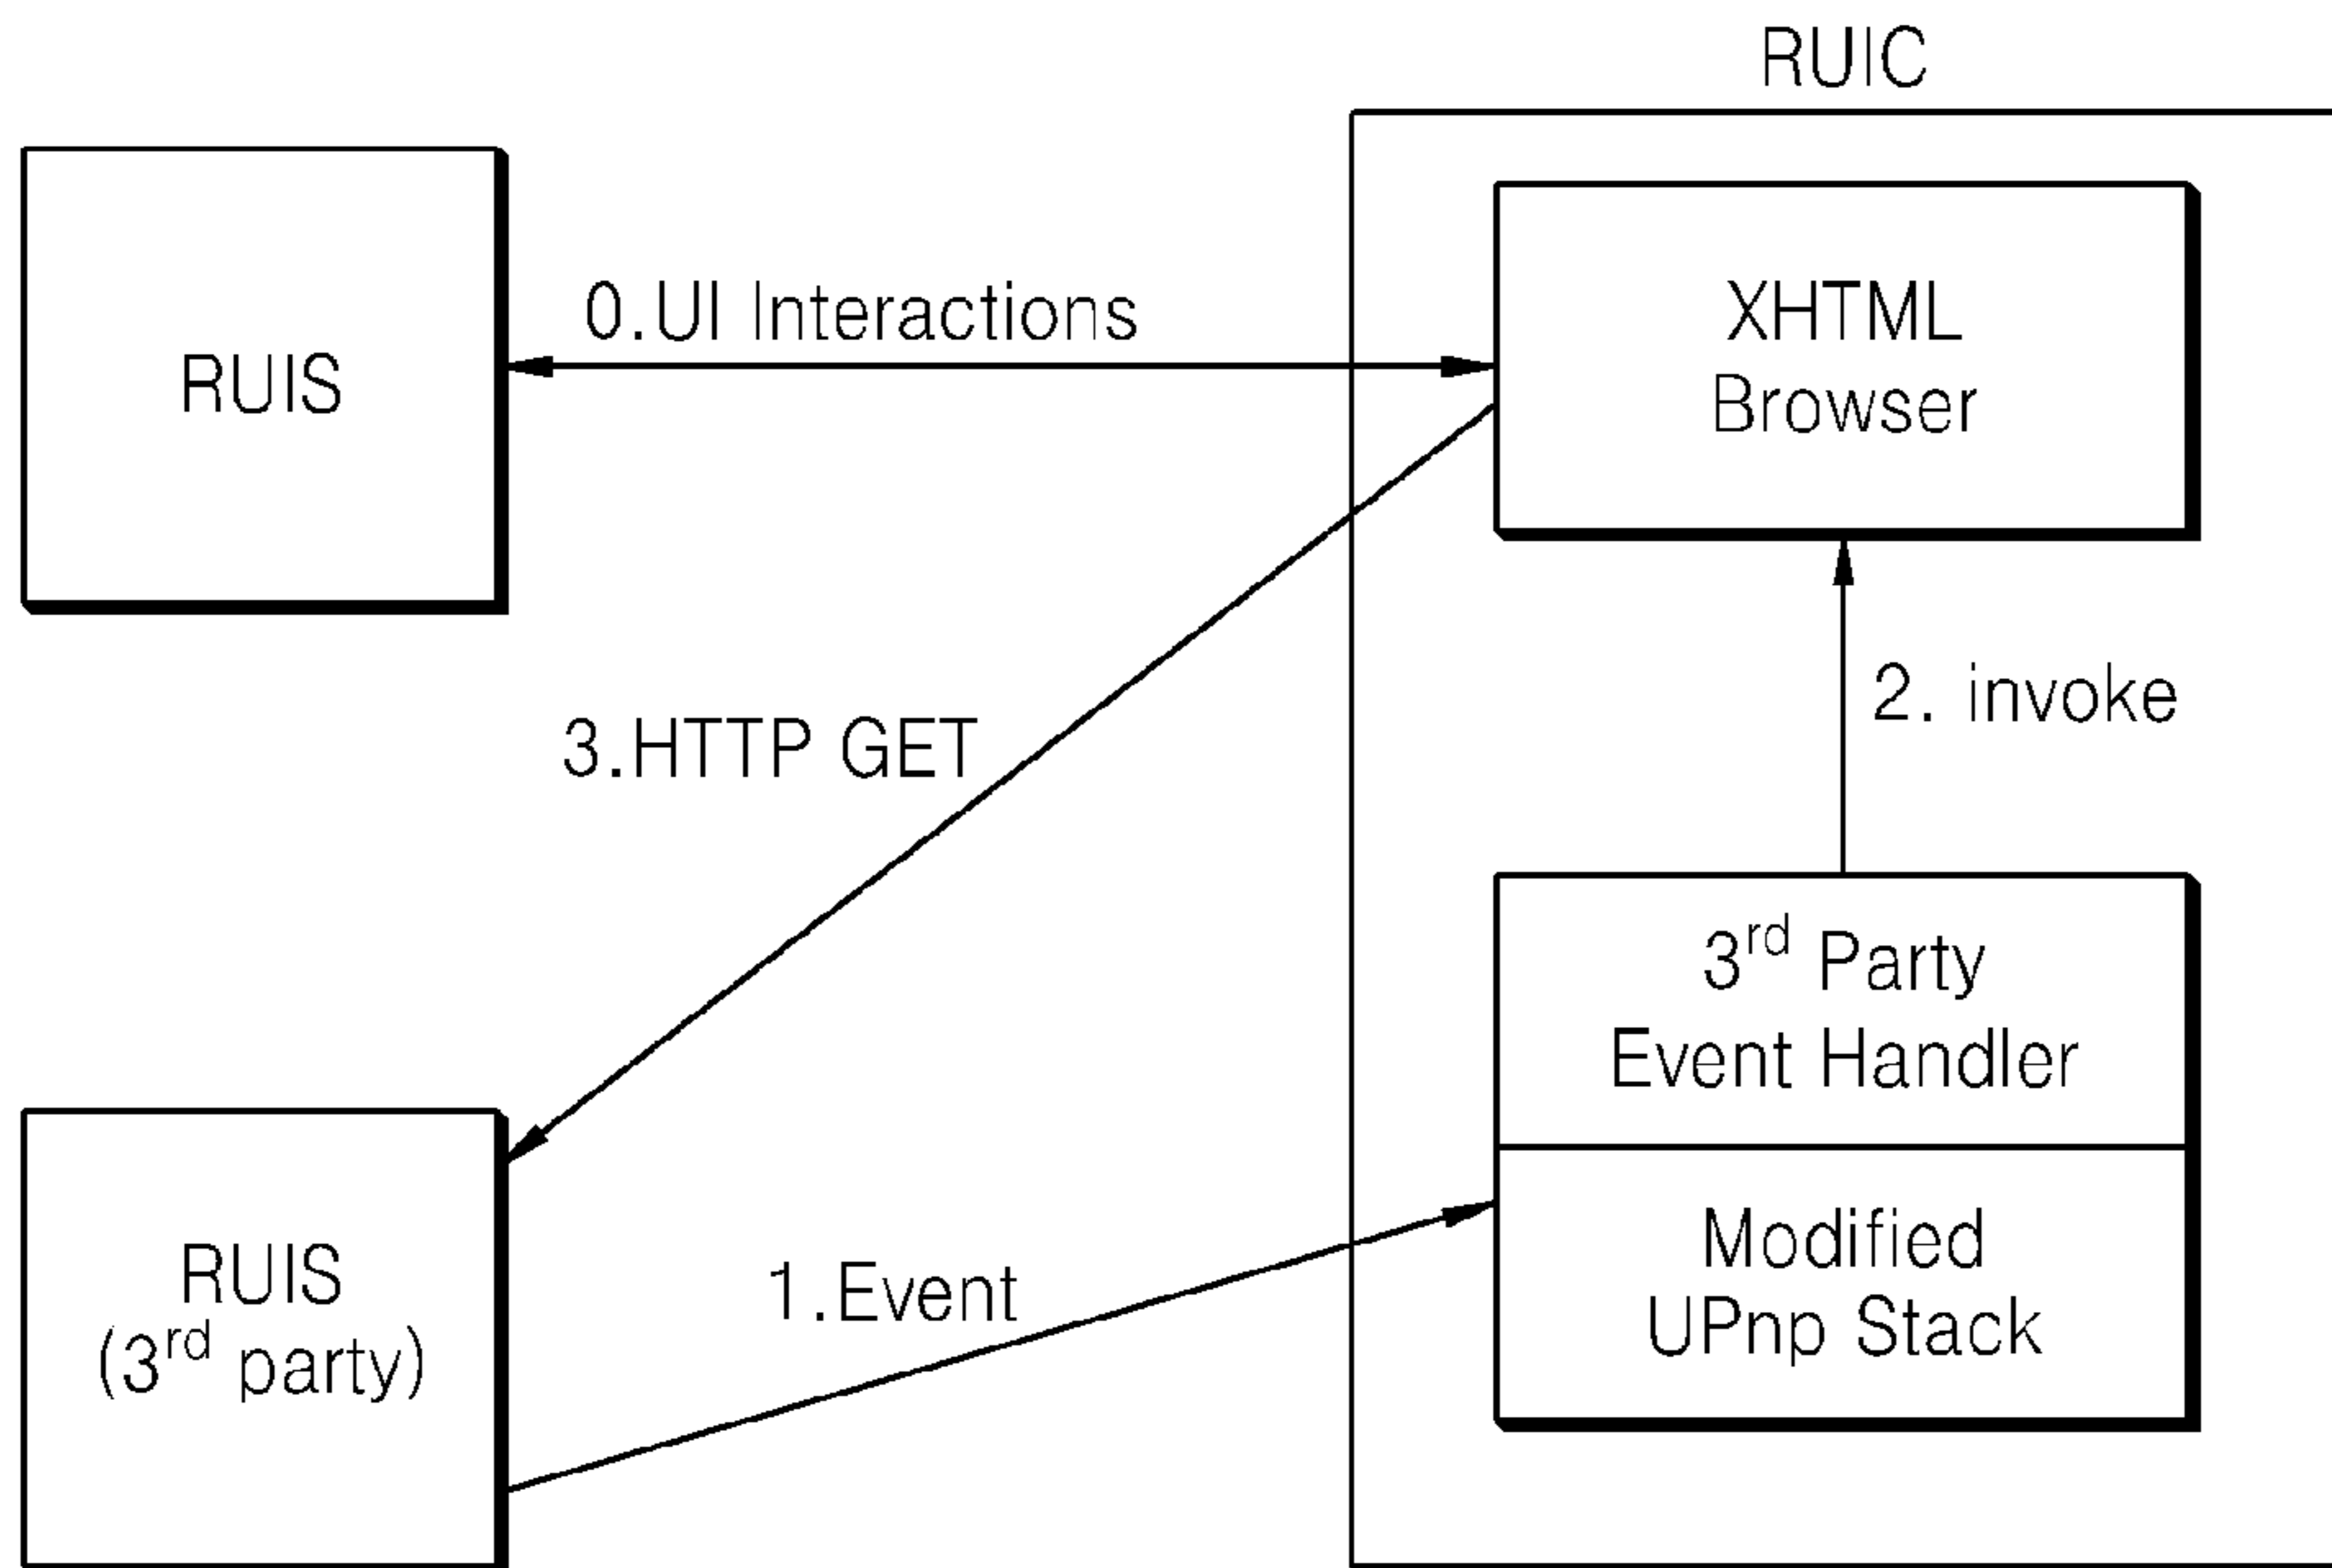 RUIC
RUIS
0.UI Interactions
XHTML
Browser
3.HTTP GET
2. invoke
3rd Party
Event Handler
RUIS
(3rd party)
1.Event
Modified
UPnp Stack